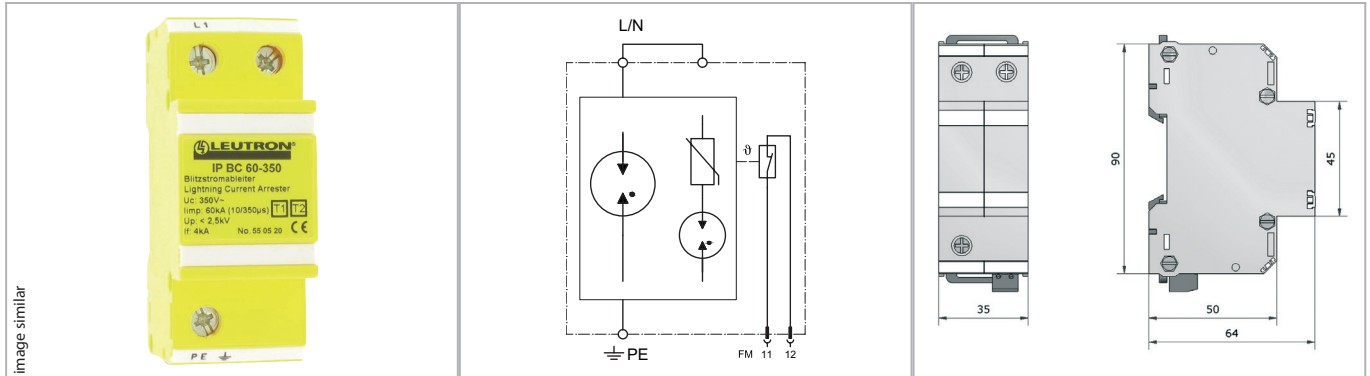 image similar
L1
LEUTRON®
IP BC 60-350
Blitzstromableiter
Lightning Current Arrester
Uc: 350V~
Iimp: 60kA (10/350µs) T1 T2
Up: < 2,5kV
If: 4kA No. 55 05 20 CE
PE
L/N
ϑ
PE
FM 11 12
35
90
45
50
64